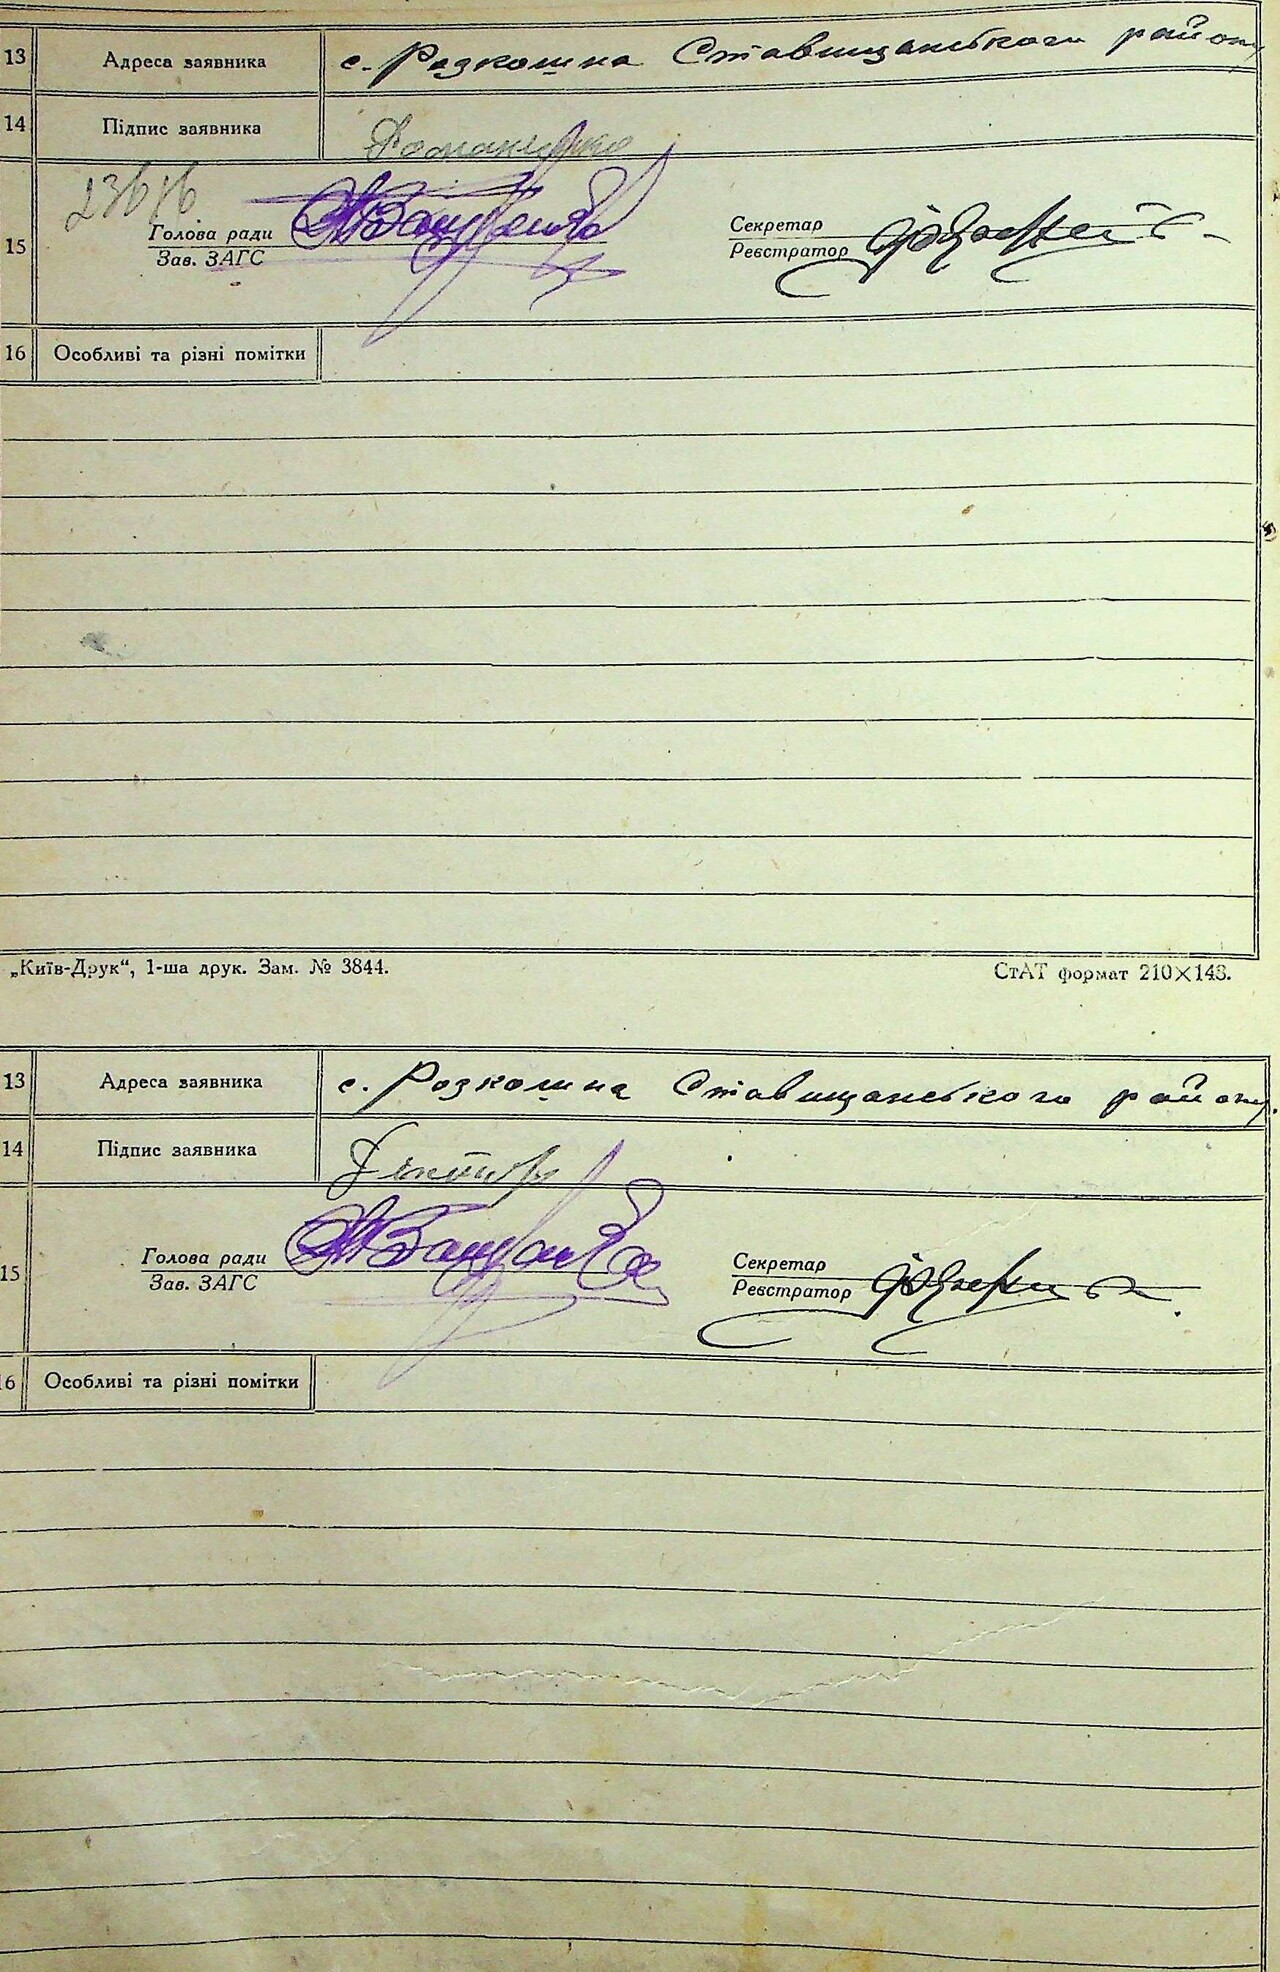 13 Адреса заявника с. Розкошна Ставищанського району
14 Підпис заявника
Голова ради Секретар
15
Зав. ЗАГС Реєстратор
16 Особливі та різні помітки
„Київ-Друк“, 1-ша друк. Зам. № 3844. СтАТ формат 210×148.
13 Адреса заявника с. Розкошна Ставищанського району.
14 Підпис заявника
Голова ради Секретар
15
Зав. ЗАГС Реєстратор
16 Особливі та різні помітки